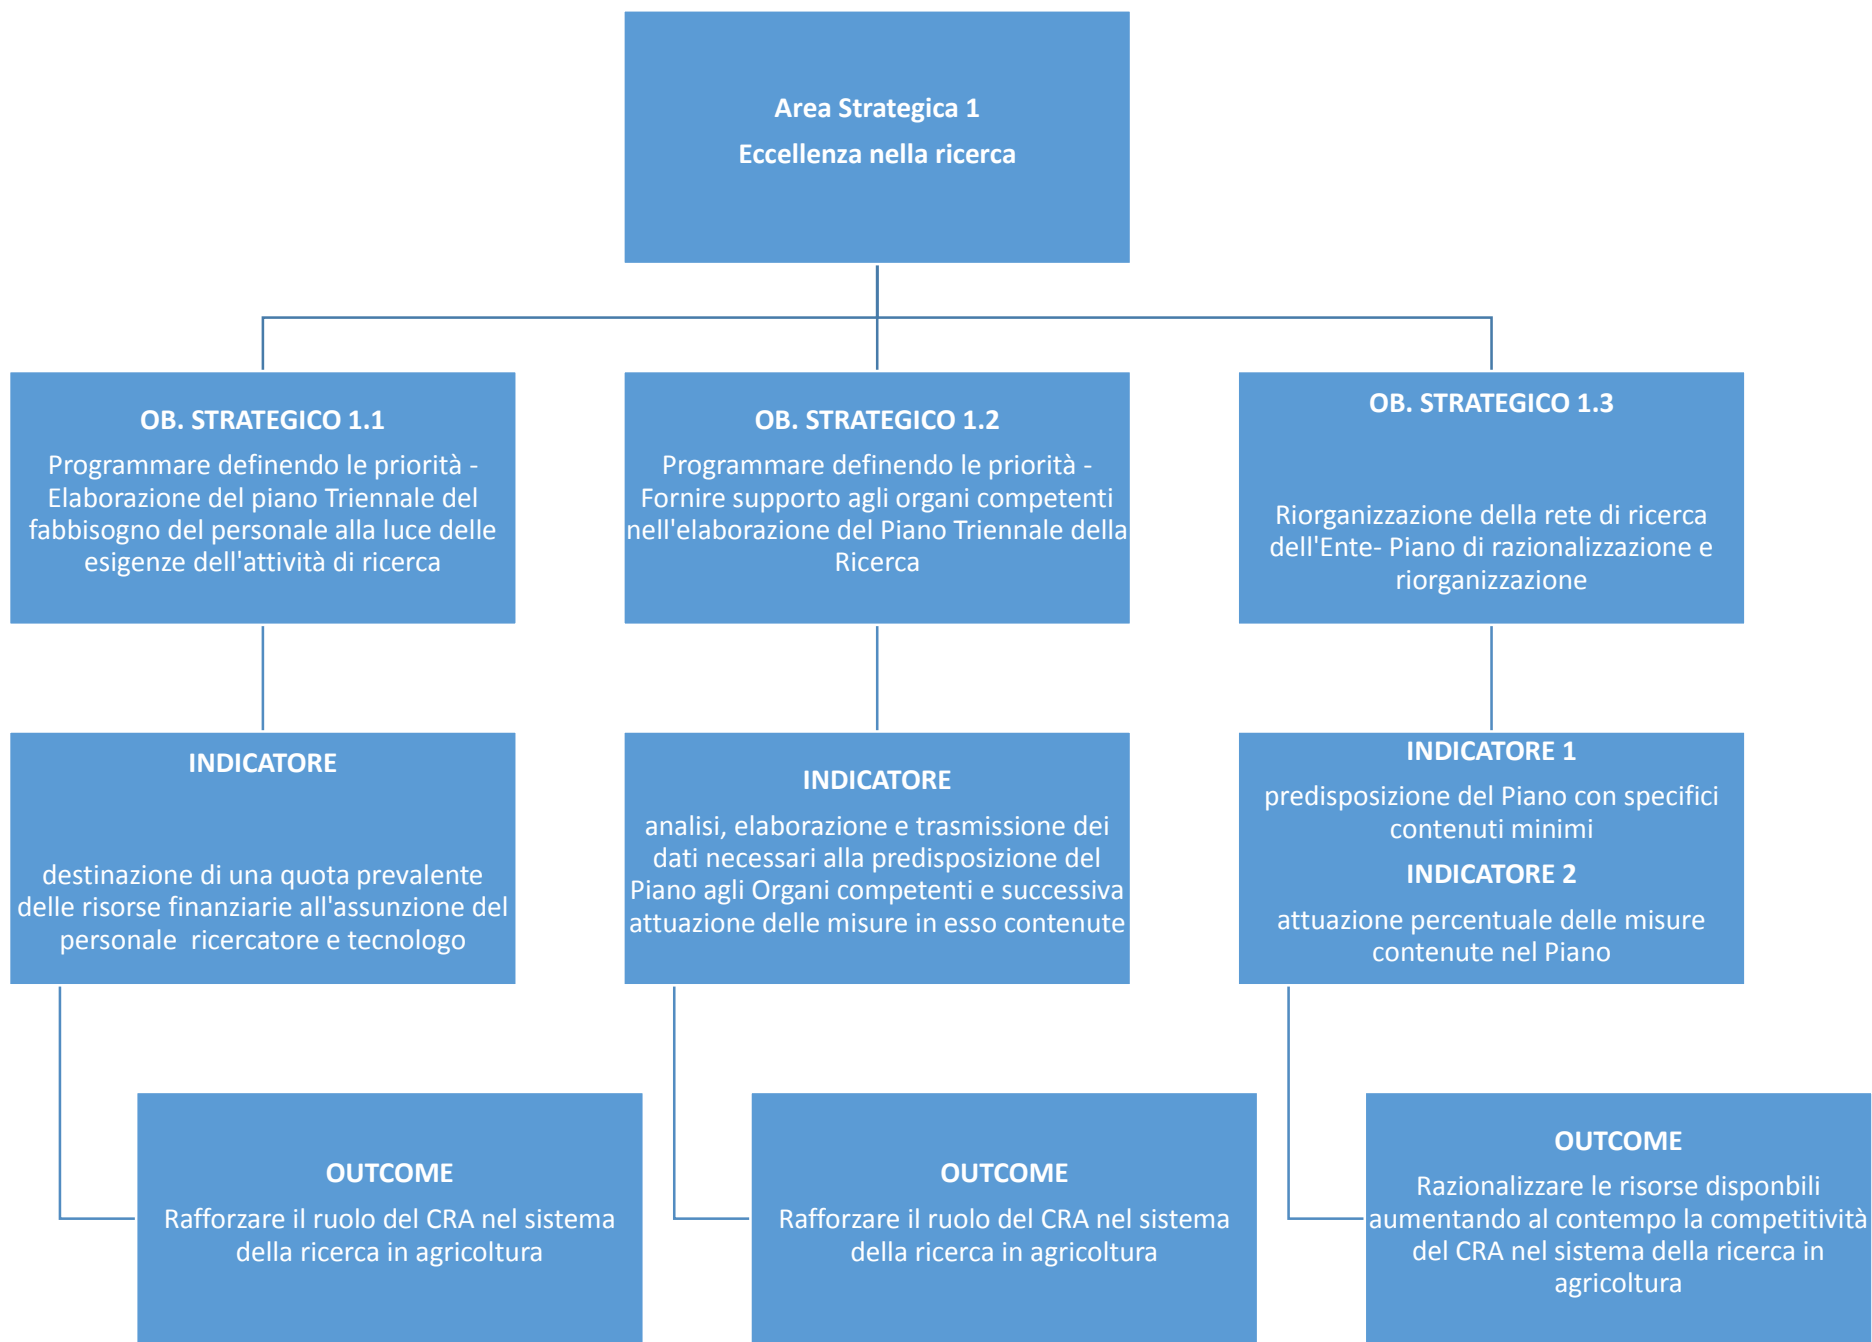 Area Strategica 1
Eccellenza nella ricerca
OB. STRATEGICO 1.1
Programmare definendo le priorità -
Elaborazione del piano Triennale del
fabbisogno del personale alla luce delle
esigenze dell'attività di ricerca
OB. STRATEGICO 1.2
Programmare definendo le priorità -
Fornire supporto agli organi competenti
nell'elaborazione del Piano Triennale della
Ricerca
OB. STRATEGICO 1.3
Riorganizzazione della rete di ricerca
dell'Ente- Piano di razionalizzazione e
riorganizzazione
INDICATORE
destinazione di una quota prevalente
delle risorse finanziarie all'assunzione del
personale  ricercatore e tecnologo
INDICATORE
analisi, elaborazione e trasmissione dei
dati necessari alla predisposizione del
Piano agli Organi competenti e successiva
attuazione delle misure in esso contenute
INDICATORE 1
predisposizione del Piano con specifici
contenuti minimi
INDICATORE 2
attuazione percentuale delle misure
contenute nel Piano
OUTCOME
Rafforzare il ruolo del CRA nel sistema
della ricerca in agricoltura
OUTCOME
Rafforzare il ruolo del CRA nel sistema
della ricerca in agricoltura
OUTCOME
Razionalizzare le risorse disponbili
aumentando al contempo la competitività
del CRA nel sistema della ricerca in
agricoltura